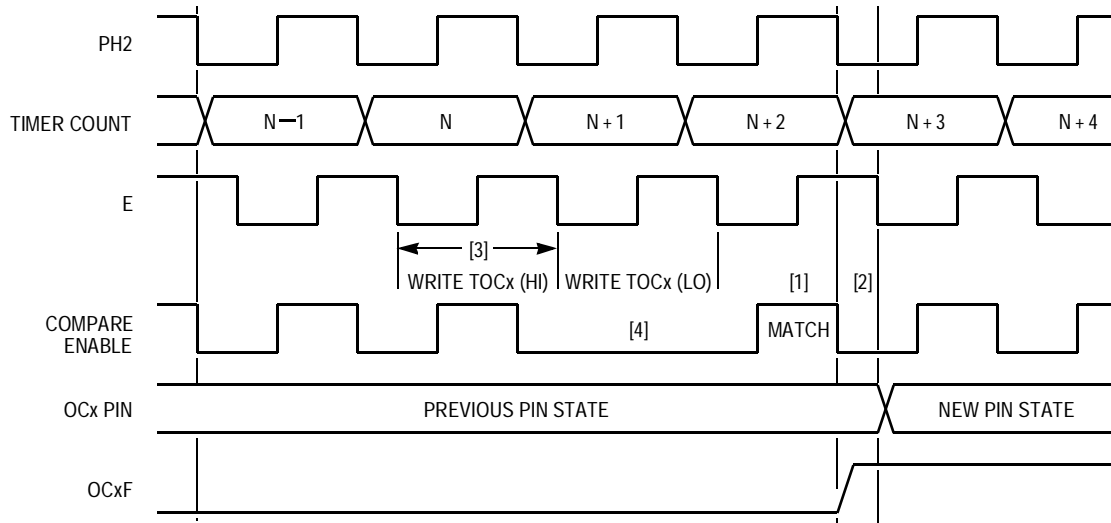 PH2
TIMER COUNT
N−1
N
N + 1
N + 2
N + 3
N + 4
E
[3]
WRITE TOCx (HI)
WRITE TOCx (LO)
[1]
[2]
COMPARE
ENABLE
[4]
MATCH
OCx PIN
PREVIOUS PIN STATE
NEW PIN STATE
OCxF